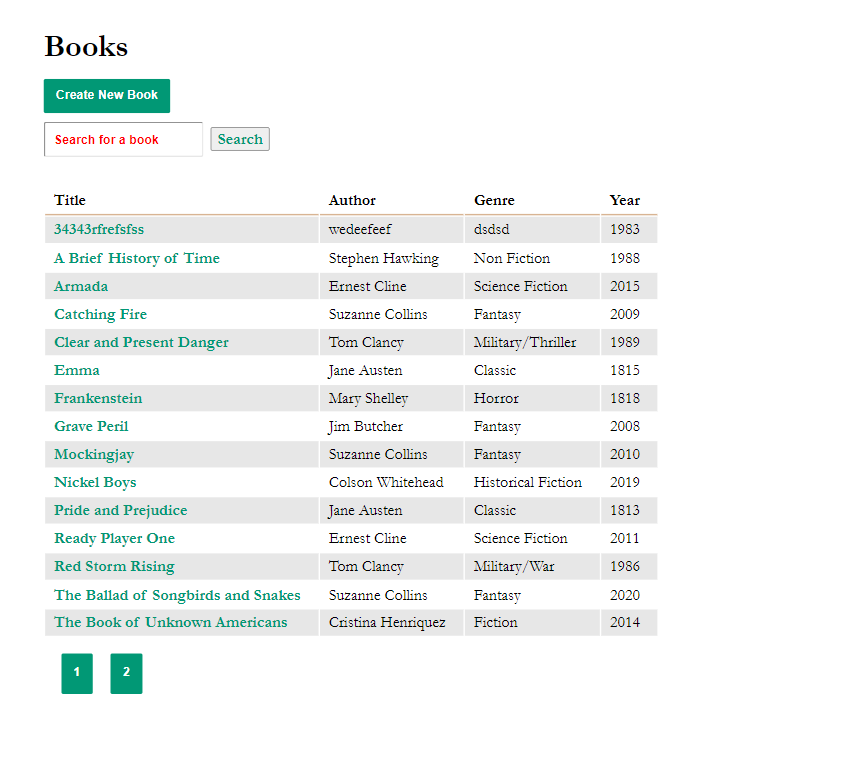 Books
Create New Book
Search for a book Search
Title Author Genre Year
34343rfrefsfss wedeefeef dsdsd 1983
A Brief History of Time Stephen Hawking Non Fiction 1988
Armada Ernest Cline Science Fiction 2015
Catching Fire Suzanne Collins Fantasy 2009
Clear and Present Danger Tom Clancy Military/Thriller 1989
Emma Jane Austen Classic 1815
Frankenstein Mary Shelley Horror 1818
Grave Peril Jim Butcher Fantasy 2008
Mockingjay Suzanne Collins Fantasy 2010
Nickel Boys Colson Whitehead Historical Fiction 2019
Pride and Prejudice Jane Austen Classic 1813
Ready Player One Ernest Cline Science Fiction 2011
Red Storm Rising Tom Clancy Military/War 1986
The Ballad of Songbirds and Snakes Suzanne Collins Fantasy 2020
The Book of Unknown Americans Cristina Henriquez Fiction 2014
1 2